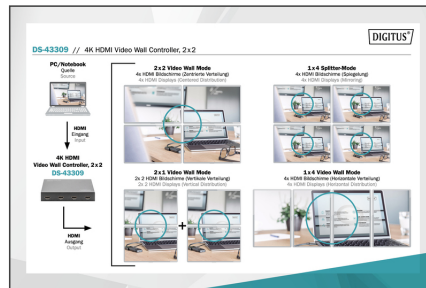 DIGITUS®
DS-43309 // 4K HDMI Video Wall Controller, 2x2
PC/Notebook
Quelle
Source
HDMI
Eingang
Input
4K HDMI
Video Wall Controller, 2x2
DS-43309
HDMI
Ausgang
Output
2x2 Video Wall Mode
4x HDMI Bildschirme (Zentrierte Verteilung)
4x HDMI Displays (Centered Distribution)
1x4 Splitter-Mode
4x HDMI Bildschirme (Spiegelung)
4x HDMI Displays (Mirroring)
2x1 Video Wall Mode
2x 2 HDMI Bildschirme (Vertikale Verteilung)
2x 2 HDMI Displays (Vertical Distribution)
+
1x4 Video Wall Mode
4x HDMI Bildschirme (Horizontale Verteilung)
4x HDMI Displays (Horizontal Distribution)